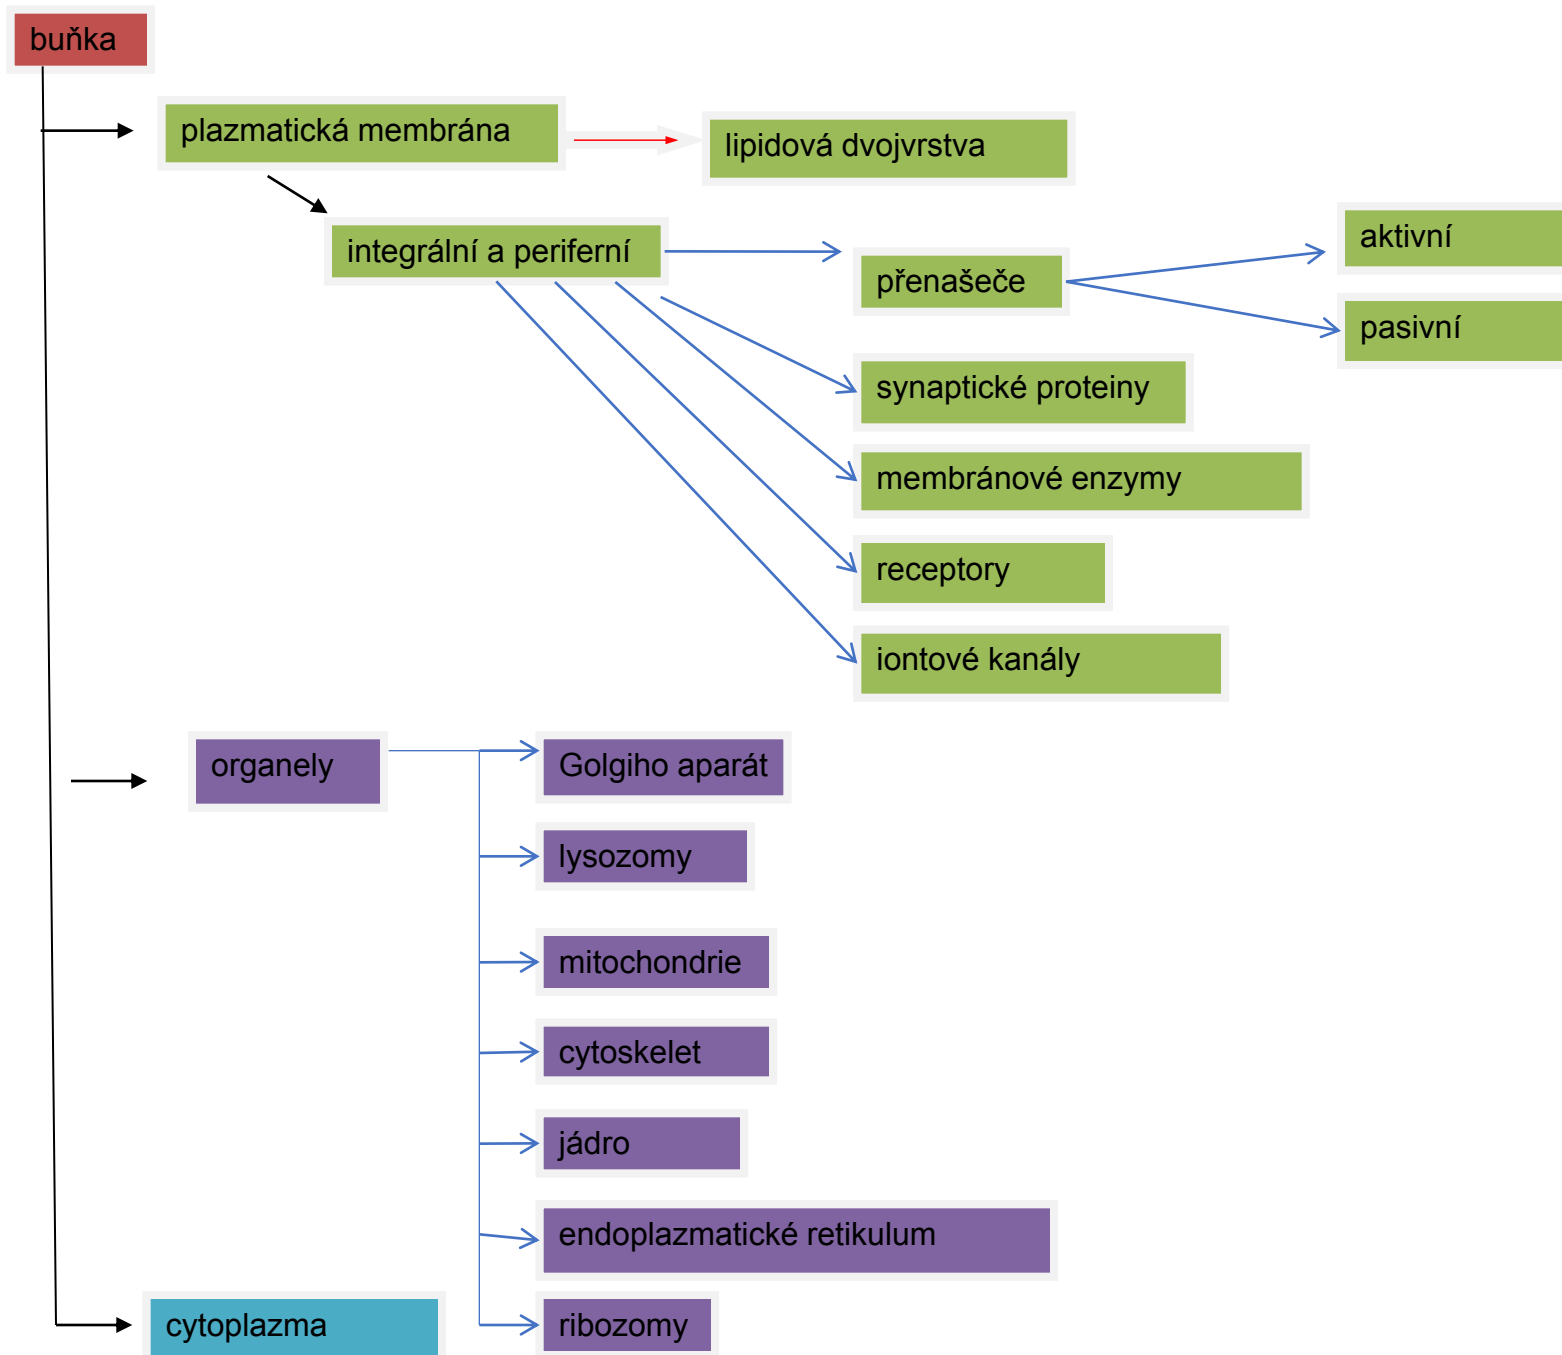 buňka
plazmatická membrána
lipidová dvojvrstva
integrální a periferní
přenašeče
aktivní
pasivní
synaptické proteiny
membránové enzymy
receptory
iontové kanály
organely
Golgiho aparát
lysozomy
mitochondrie
cytoskelet
jádro
endoplazmatické retikulum
ribozomy
cytoplazma